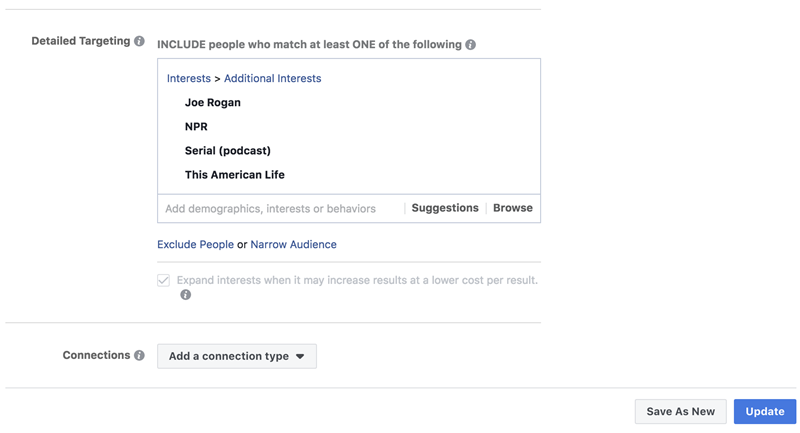 Detailed Targeting
INCLUDE people who match at least ONE of the following
Interests > Additional Interests
Joe Rogan
NPR
Serial (podcast)
This American Life
Add demographics, interests or behaviors
Suggestions
Browse
Exclude People or Narrow Audience
Expand interests when it may increase results at a lower cost per result.
Connections
Add a connection type
Save As New
Update